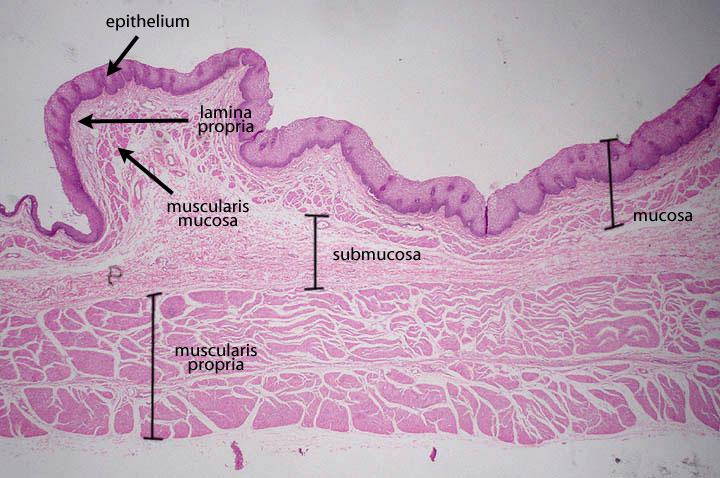 epithelium
lamina
propria
muscularis
mucosa
mucosa
submucosa
muscularis
propria